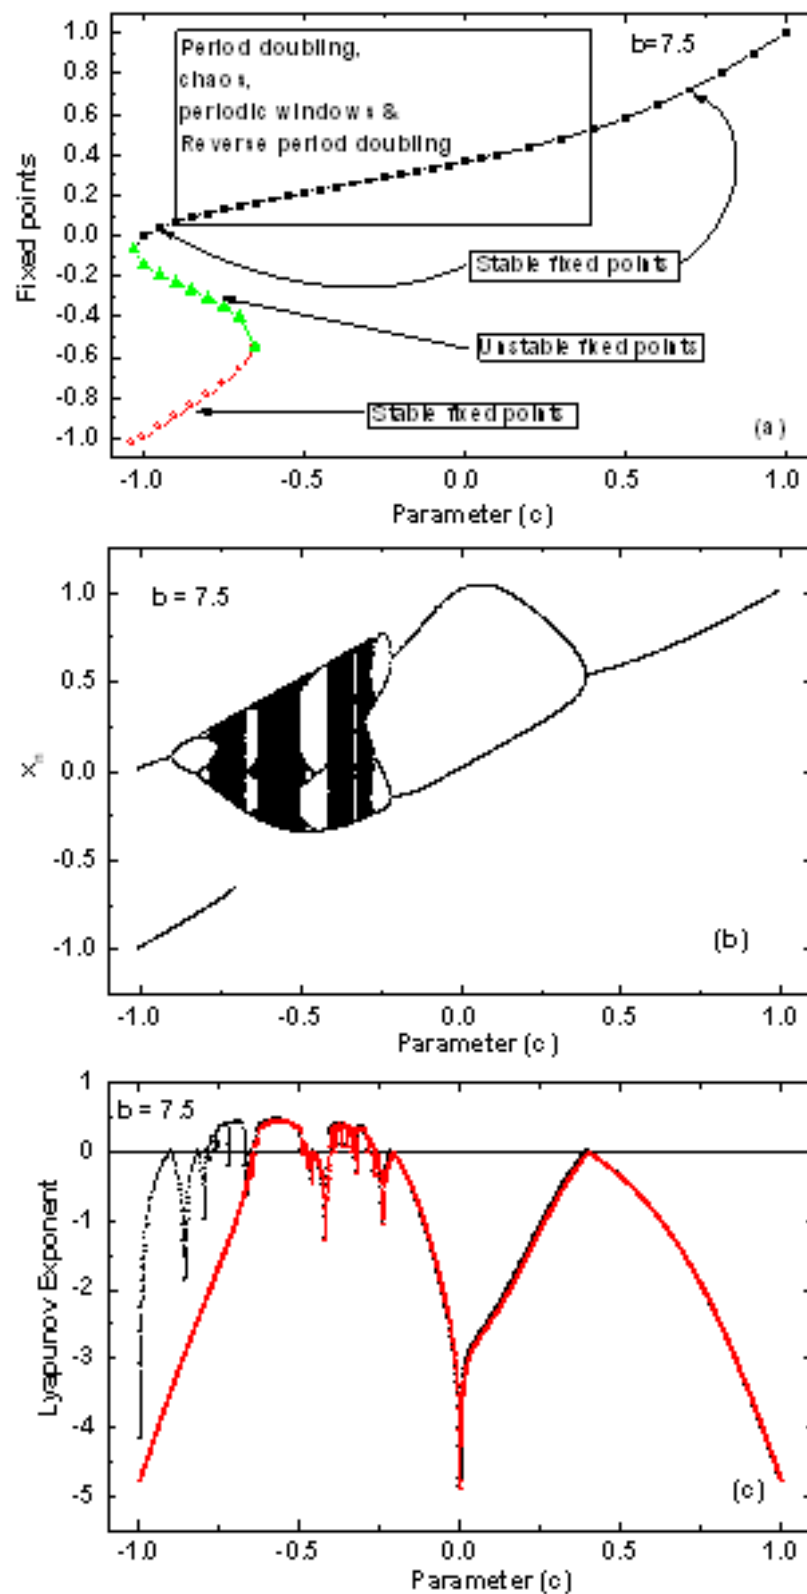 1.0
0.8
0.6
0.4
0.2
0.0
-0.2
-0.4
-0.6
-0.8
-1.0
Fixed points
Period doubling,
chaos,
periodic windows &
Reverse period doubling
b=7.5
Stable fixed points
Unstable fixed points
Stable fixed points
(a)
-1.0 -0.5 0.0 0.5 1.0
Parameter (c)
b = 7.5
1.0
0.5
0.0
-0.5
-1.0
Xn
(b)
-1.0 -0.5 0.0 0.5 1.0
Parameter (c)
b = 7.5
1
0
-1
-2
-3
-4
-5
Lyapunov Exponent
(c)
-1.0 -0.5 0.0 0.5 1.0
Parameter (c)